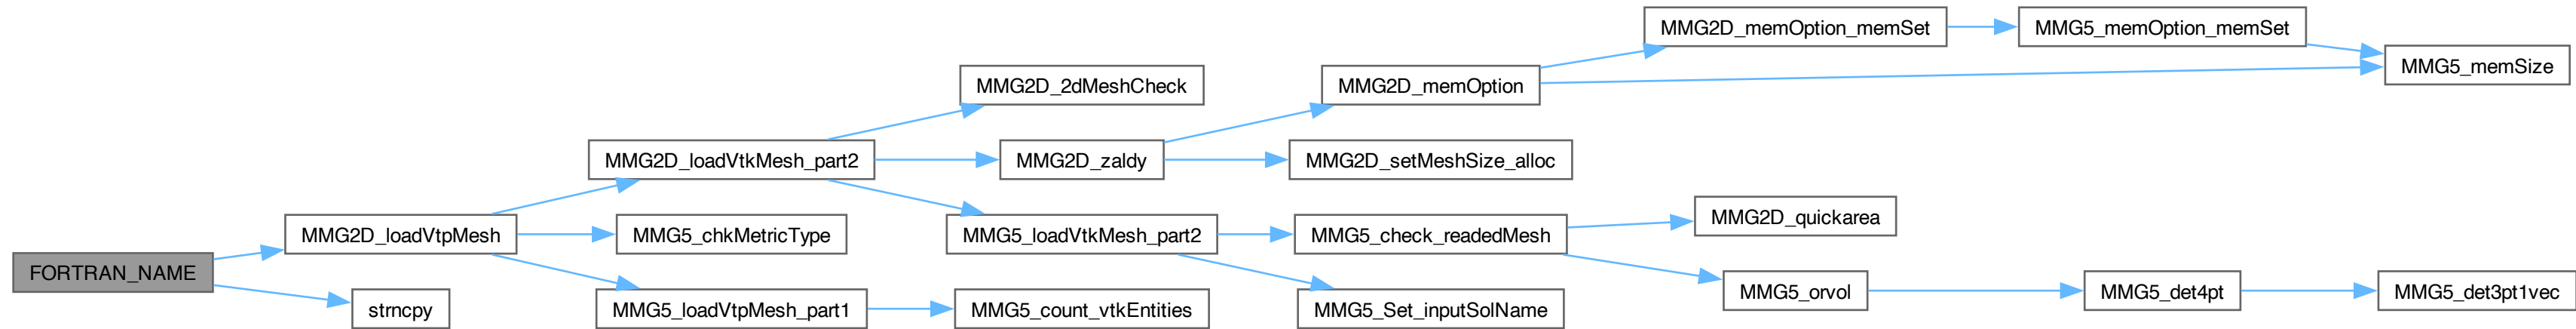 MMG2D_memOption_memSet
MMG5_memOption_memSet
MMG5_memSize
MMG2D_2dMeshCheck
MMG2D_memOption
MMG2D_loadVtkMesh_part2
MMG2D_zaldy
MMG2D_setMeshSize_alloc
MMG2D_quickarea
MMG2D_loadVtpMesh
MMG5_chkMetricType
MMG5_loadVtkMesh_part2
MMG5_check_readedMesh
FORTRAN_NAME
MMG5_orvol
MMG5_det4pt
MMG5_det3pt1vec
strncpy
MMG5_loadVtpMesh_part1
MMG5_count_vtkEntities
MMG5_Set_inputSolName